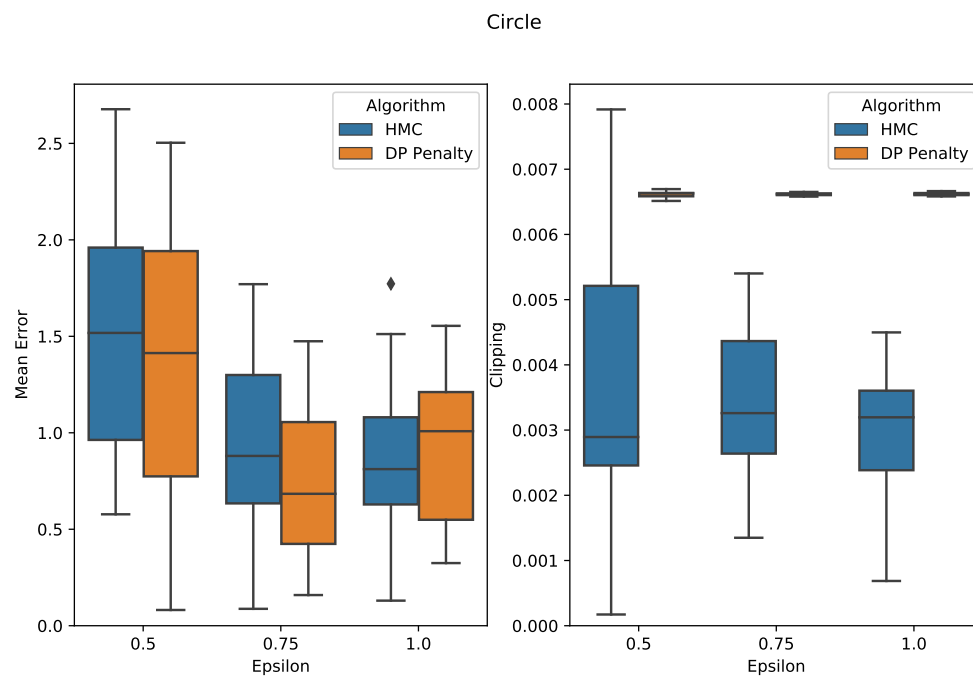 Circle
Mean Error
2.5
2.0
1.5
1.0
0.5
0.0
Algorithm
HMC
DP Penalty
0.5
0.75
1.0
Epsilon
Clipping
0.008
0.007
0.006
0.005
0.004
0.003
0.002
0.001
0.000
Algorithm
HMC
DP Penalty
0.5
0.75
1.0
Epsilon